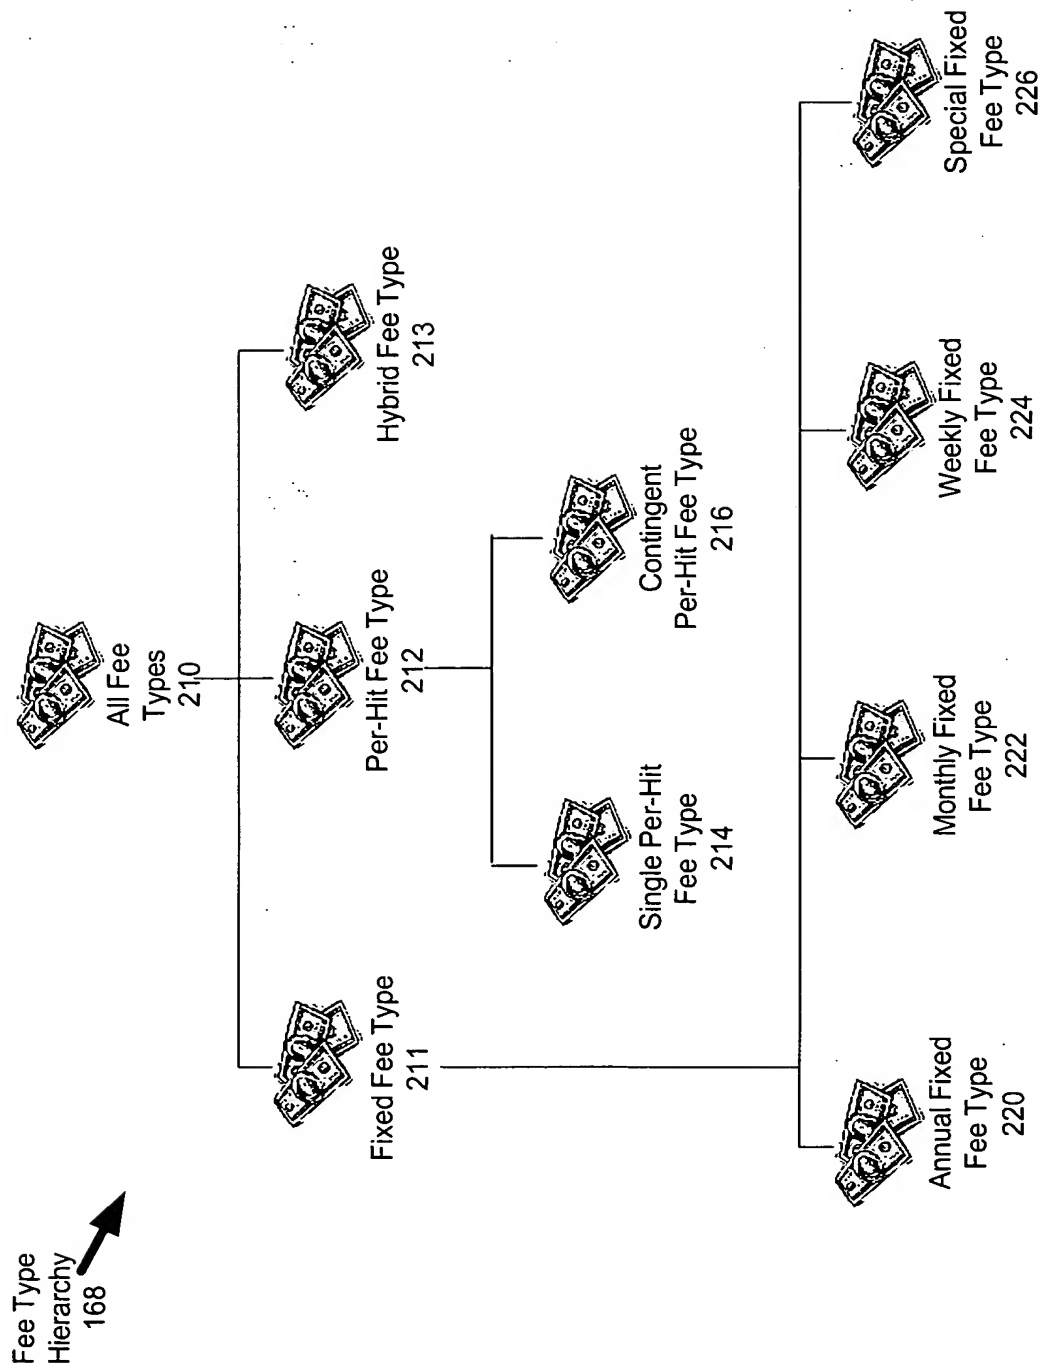 Fee Type
Hierarchy
168
All Fee
Types
210
Fixed Fee Type
211
Per-Hit Fee Type
212
Hybrid Fee Type
213
Single Per-Hit
Fee Type
214
Contingent
Per-Hit Fee Type
216
Annual Fixed
Fee Type
220
Monthly Fixed
Fee Type
222
Weekly Fixed
Fee Type
224
Special Fixed
Fee Type
226